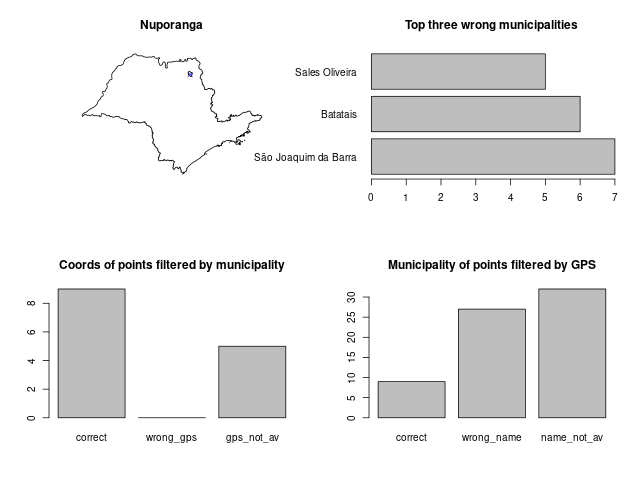 Nuporanga
Top three wrong municipalities
Sales Oliveira
Batatais
São Joaquim da Barra
0 1 2 3 4 5 6 7
Coords of points filtered by municipality
8
6
4
2
0
correct wrong_gps gps_not_av
Municipality of points filtered by GPS
30
25
20
15
10
5
0
correct wrong_name name_not_av